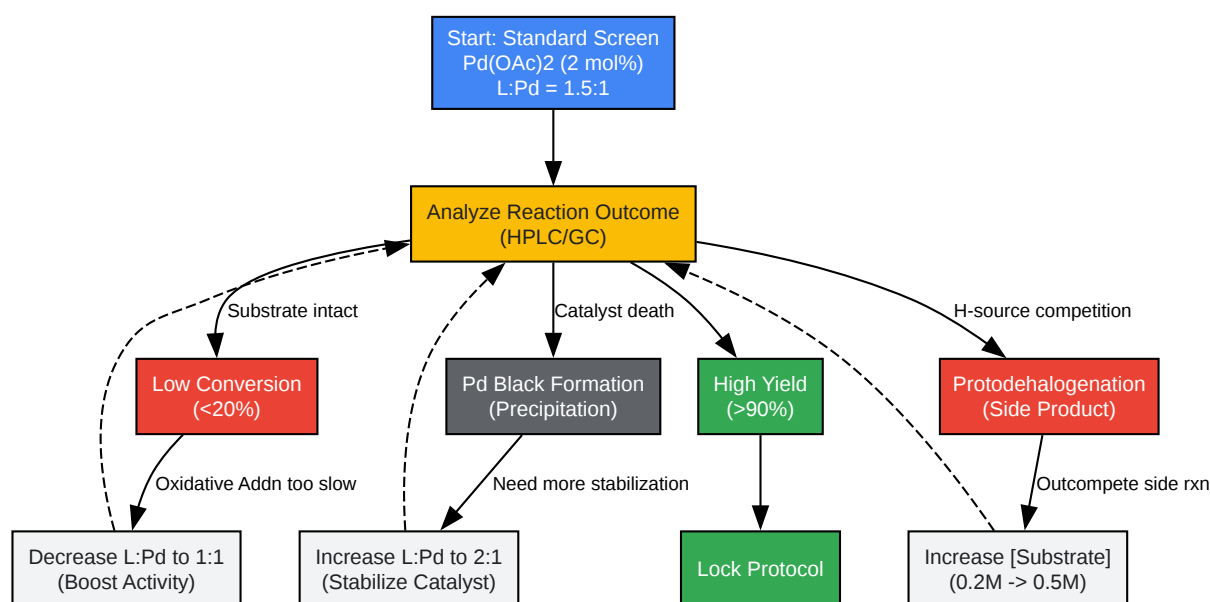 Start: Standard Screen
Pd(OAc)2 (2 mol%)
L:Pd = 1.5:1
Analyze Reaction Outcome
(HPLC/GC)
Substrate intact
Catalyst death
H-source competition
Low Conversion
(<20%)
Pd Black Formation
(Precipitation)
High Yield
(>90%)
Protodehalogenation
(Side Product)
Oxidative Addn too slow
Need more stabilization
Outcompete side rxn
Decrease L:Pd to 1:1
(Boost Activity)
Increase L:Pd to 2:1
(Stabilize Catalyst)
Lock Protocol
Increase [Substrate]
(0.2M -> 0.5M)